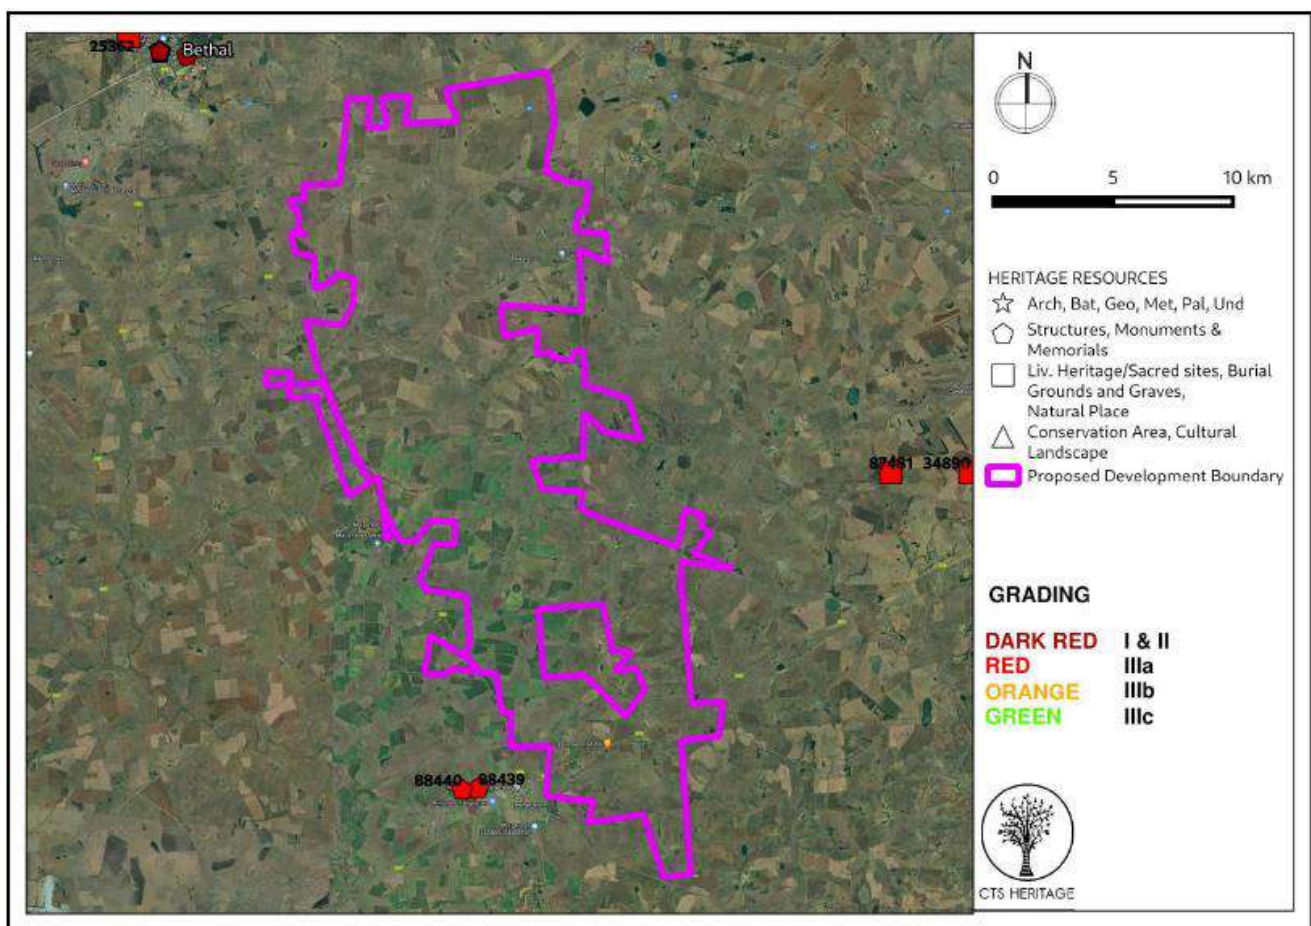 25362
Bethal
87481 34890
88440 88439
N
0 5 10 km
HERITAGE RESOURCES
Arch, Bat, Geo, Met, Pal, Und
Structures, Monuments &
Memorials
Liv. Heritage/Sacred sites, Burial
Grounds and Graves,
Natural Place
Conservation Area, Cultural
Landscape
Proposed Development Boundary
GRADING
DARK RED I & II
RED IIIa
ORANGE IIIb
GREEN IIIc
CTS HERITAGE